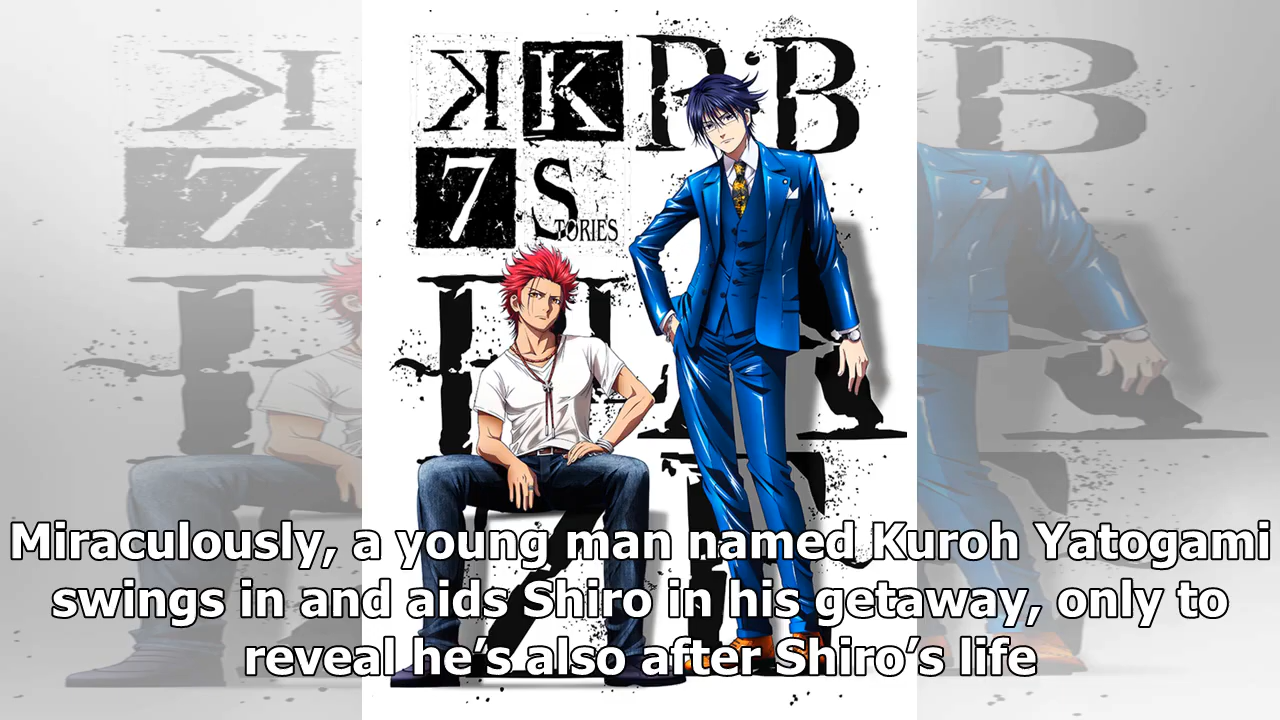 K K R:B
7 S
TORIES
Miraculously, a young man named Kuroh Yatogami
swings in and aids Shiro in his getaway, only to
reveal he's also after Shiro's life